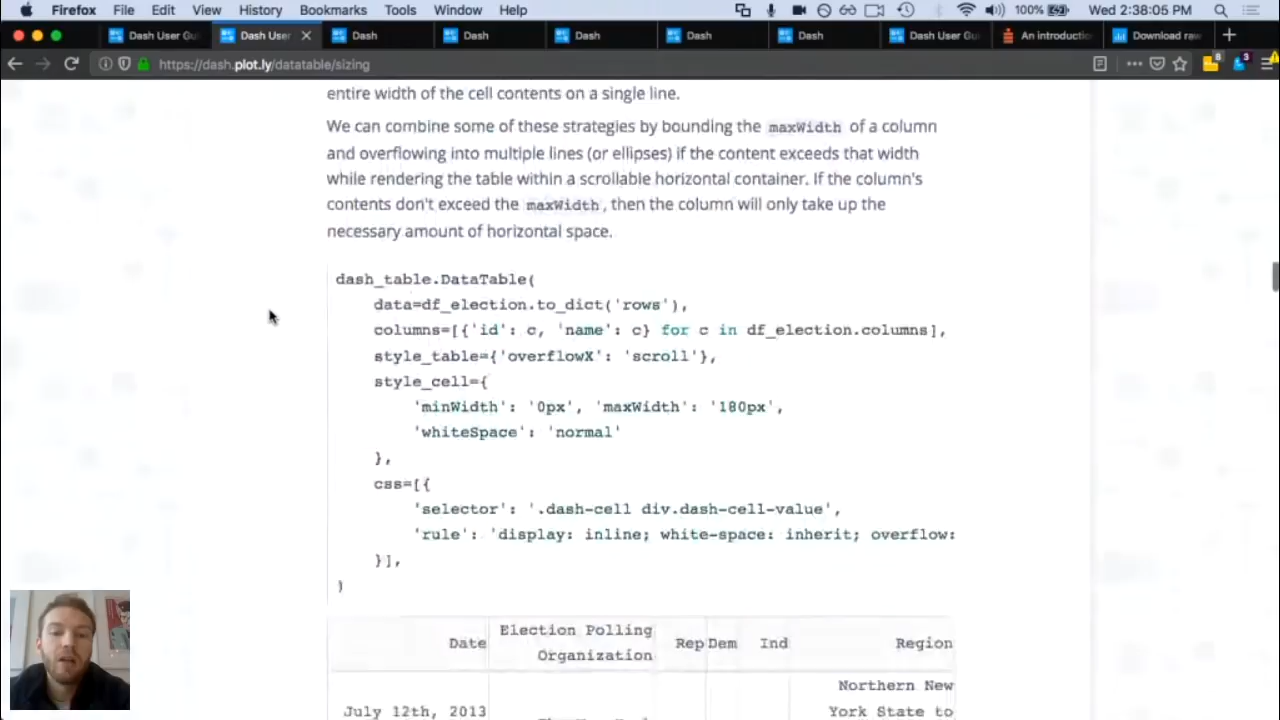 Firefox File Edit View History Bookmarks Tools Window Help 100% Wed 2:38:05 PM
Dash User Gu Dash User Dash Dash Dash Dash Dash Dash User Gu An introductio Download raw
https://dash.plot.ly/datatable/sizing 8 3
entire width of the cell contents on a single line.
We can combine some of these strategies by bounding the maxWidth of a column
and overflowing into multiple lines (or ellipses) if the content exceeds that width
while rendering the table within a scrollable horizontal container. If the column's
contents don't exceed the maxWidth, then the column will only take up the
necessary amount of horizontal space.
dash_table.DataTable(
data=df_election.to_dict('rows'),
columns=[{'id': c, 'name': c} for c in df_election.columns],
style_table={'overflowX': 'scroll'},
style_cell={
'minWidth': '0px', 'maxWidth': '180px',
'whiteSpace': 'normal'
},
css=[{
'selector': '.dash-cell div.dash-cell-value',
'rule': 'display: inline; white-space: inherit; overflow:
}],
)
Date Election Polling Organization Rep Dem Ind Region
Northern New
July 12th, 2013 York State to